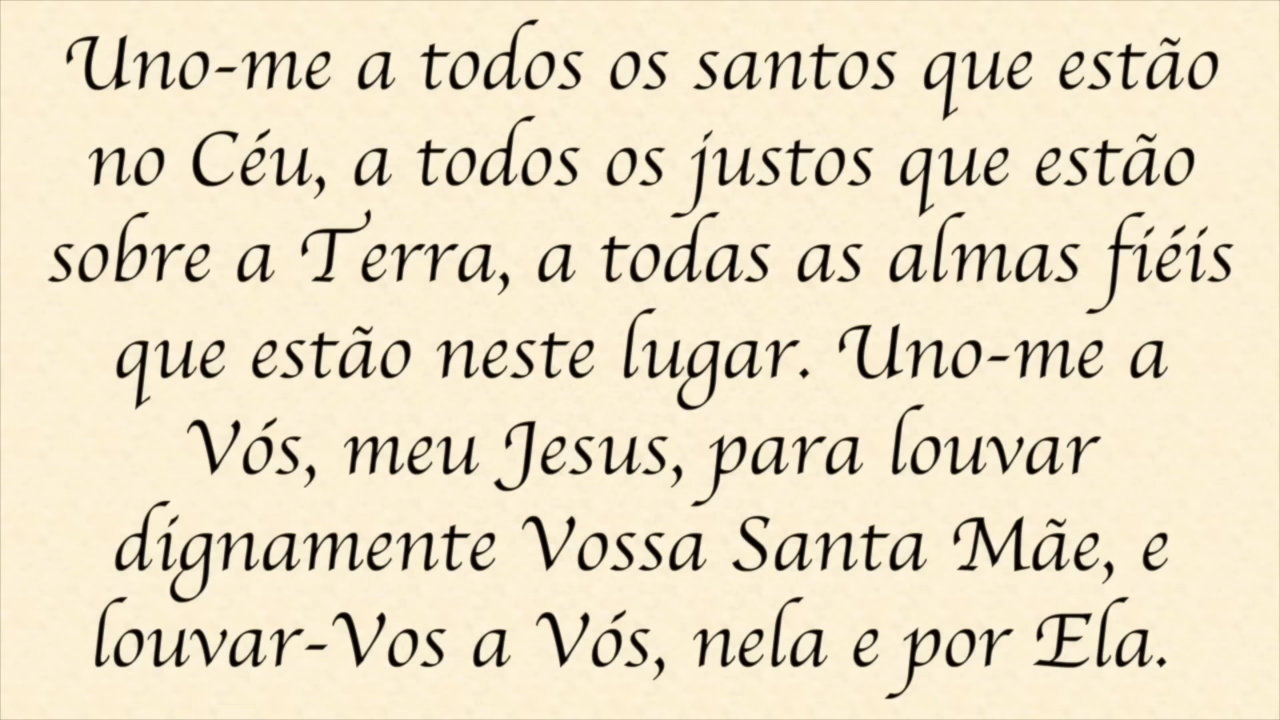 Uno-me a todos os santos que estão
no Céu, a todos os justos que estão
sobre a Terra, a todas as almas fiéis
que estão neste lugar. Uno-me a
Vós, meu Jesus, para louvar
dignamente Vossa Santa Mãe, e
louvar-Vos a Vós, nela e por Ela.